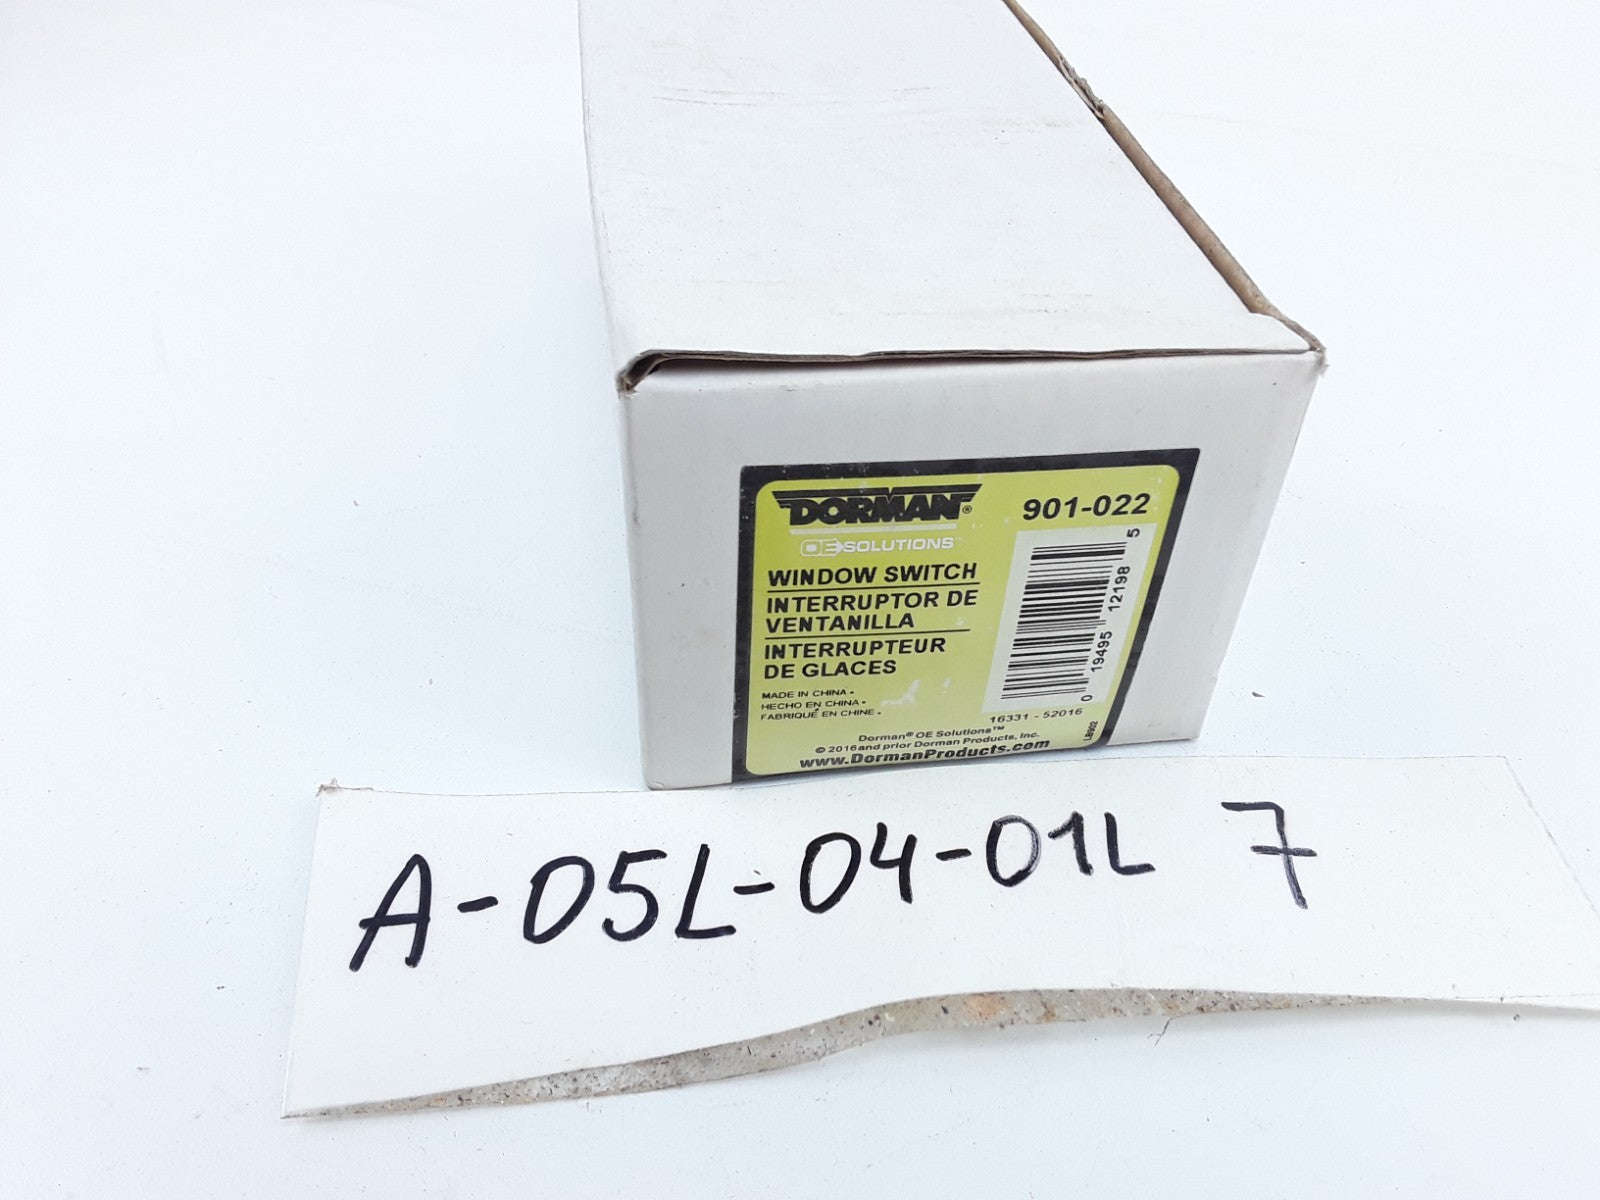 DORMAN®
OE SOLUTIONS™
901-022
WINDOW SWITCH
INTERRUPTOR DE
VENTANILLA
INTERRUPTEUR
DE GLACES
MADE IN CHINA -
HECHO EN CHINA -
FABRIQUÉ EN CHINE -
0 19495 12198 5
16331 - 52016
LB902
Dorman® OE Solutions™
© 2016 and prior Dorman Products, Inc.
www.DormanProducts.com
A-05L-04-01L 7